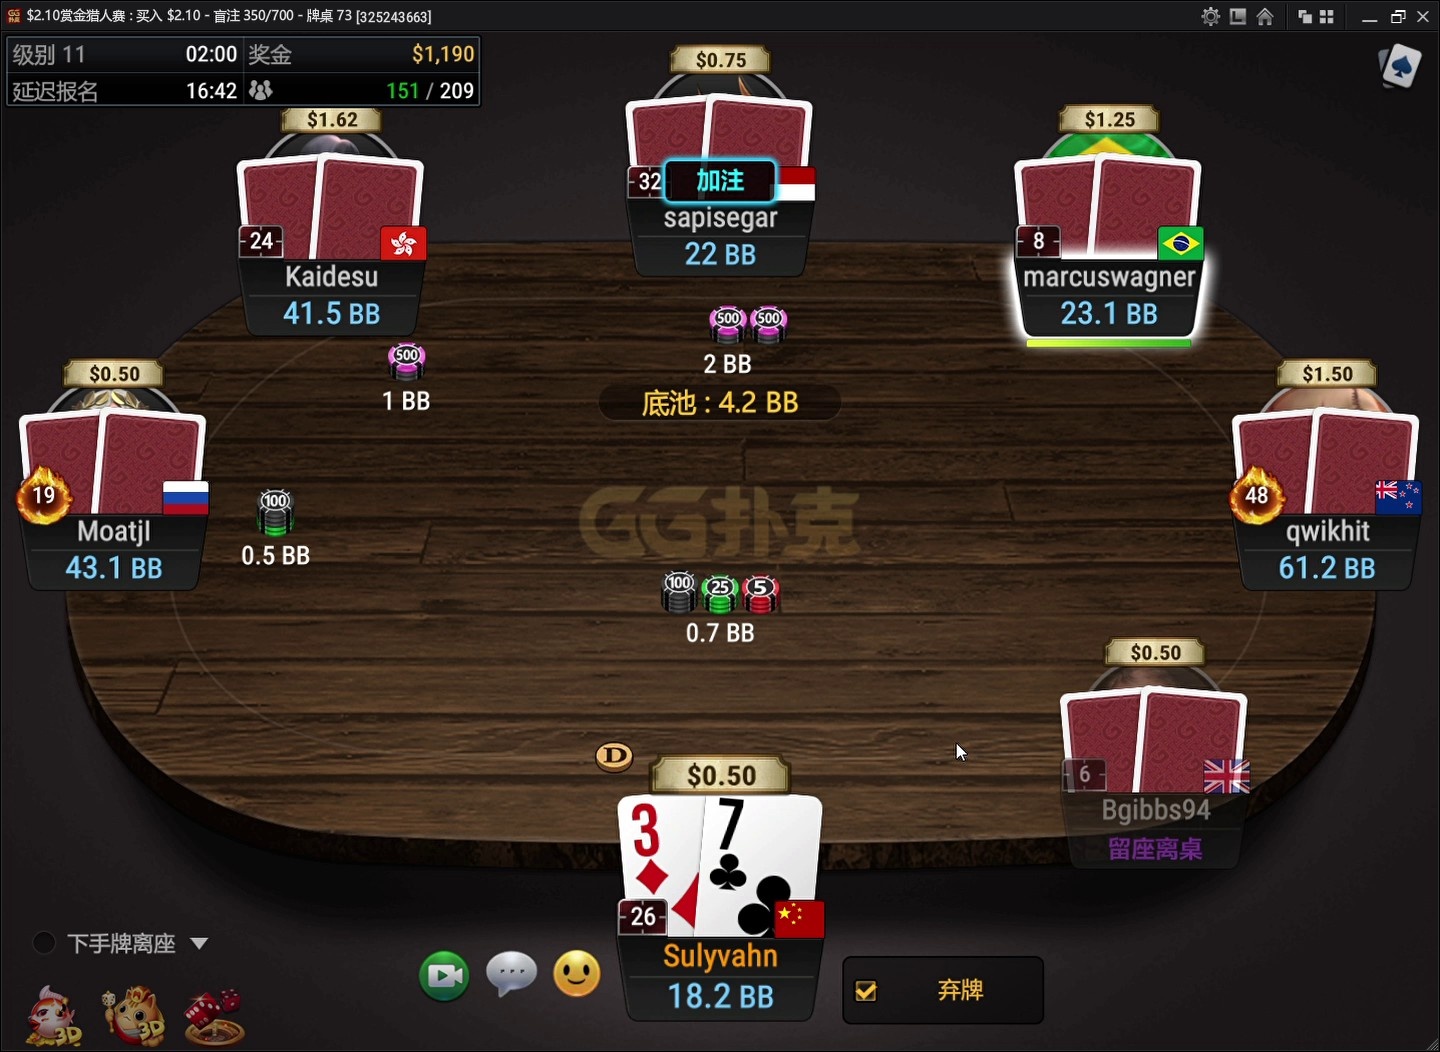 $2.10赏金猎人赛 : 买入 $2.10 - 盲注 350/700 - 牌桌 73 [325243663]
级别 11 02:00 奖金 $1,190
延迟报名 16:42 151 / 209
$0.75
32 加注
sapisegar
22 BB
$1.62
24
Kaidesu
41.5 BB
$1.25
8
marcuswagner
23.1 BB
500
1 BB
500 500
2 BB
底池 : 4.2 BB
$0.50
19
Moatjl
43.1 BB
100
0.5 BB
$1.50
48
qwikhit
61.2 BB
GG扑克
100 25 5
0.7 BB
$0.50
6
Bgibbs94
留座离桌
D
$0.50
3 7
26
Sulyvahn
18.2 BB
下手牌离座
弃牌
3D 3D